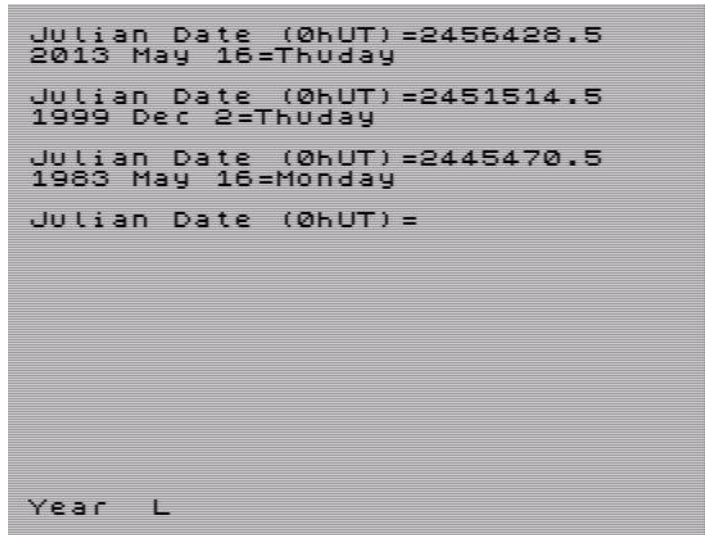 Julian Date (0hUT)=2456428.5
2013 May 16=Thuday
Julian Date (0hUT)=2451514.5
1999 Dec 2=Thuday
Julian Date (0hUT)=2445470.5
1983 May 16=Monday
Julian Date (0hUT)=
Year L